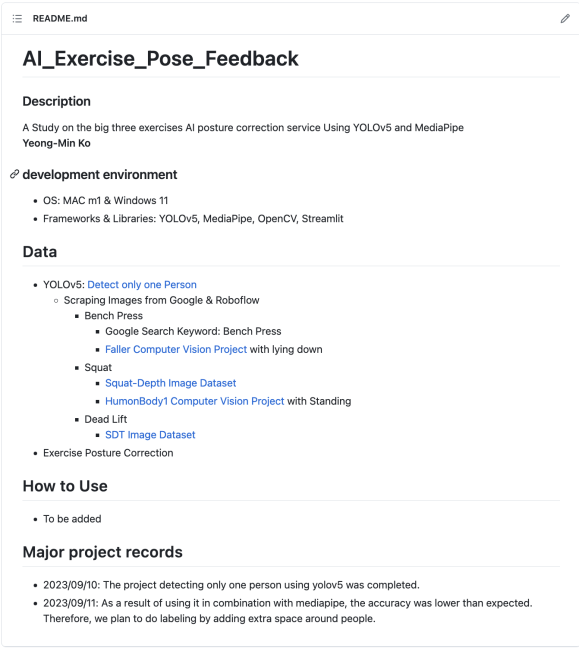 README.md
AI_Exercise_Pose_Feedback
Description
A Study on the big three exercises AI posture correction service Using YOLOv5 and MediaPipe
Yeong-Min Ko
development environment
OS: MAC m1 & Windows 11
Frameworks & Libraries: YOLOv5, MediaPipe, OpenCV, Streamlit
Data
YOLOv5: Detect only one Person
Scraping Images from Google & Roboflow
Bench Press
Google Search Keyword: Bench Press
Faller Computer Vision Project with lying down
Squat
Squat-Depth Image Dataset
HumonBody1 Computer Vision Project with Standing
Dead Lift
SDT Image Dataset
Exercise Posture Correction
How to Use
To be added
Major project records
2023/09/10: The project detecting only one person using yolov5 was completed.
2023/09/11: As a result of using it in combination with mediapipe, the accuracy was lower than expected.
Therefore, we plan to do labeling by adding extra space around people.